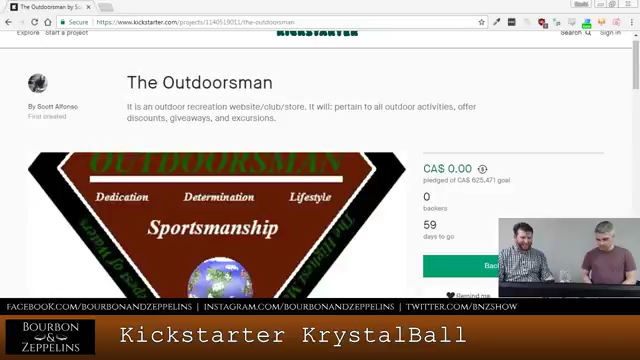 The Outdoorsman by Sc
Secure
https://www.kickstarter.com/projects/1140519011/the-outdoorsman
Explore Start a project
KICKSTARTER
Search
Sign in
The Outdoorsman
By Scott Alfonso
First created
It is an outdoor recreation website/club/store. It will: pertain to all outdoor activities, offer
discounts, giveaways, and excursions.
OUTDOORSMAN
Dedication Determination Lifestyle
Sportsmanship
CA$ 0.00
pledged of CA$ 625,471 goal
0
backers
59
days to go
Remind me
FACEBOOK.COM/BOURBONANDZEPPELINS | INSTAGRAM.COM/BOURBONANDZEPPELINS | TWITTER.COM/BNZSHOW
BOURBON
&
ZEPPELINS
Kickstarter KrystalBall